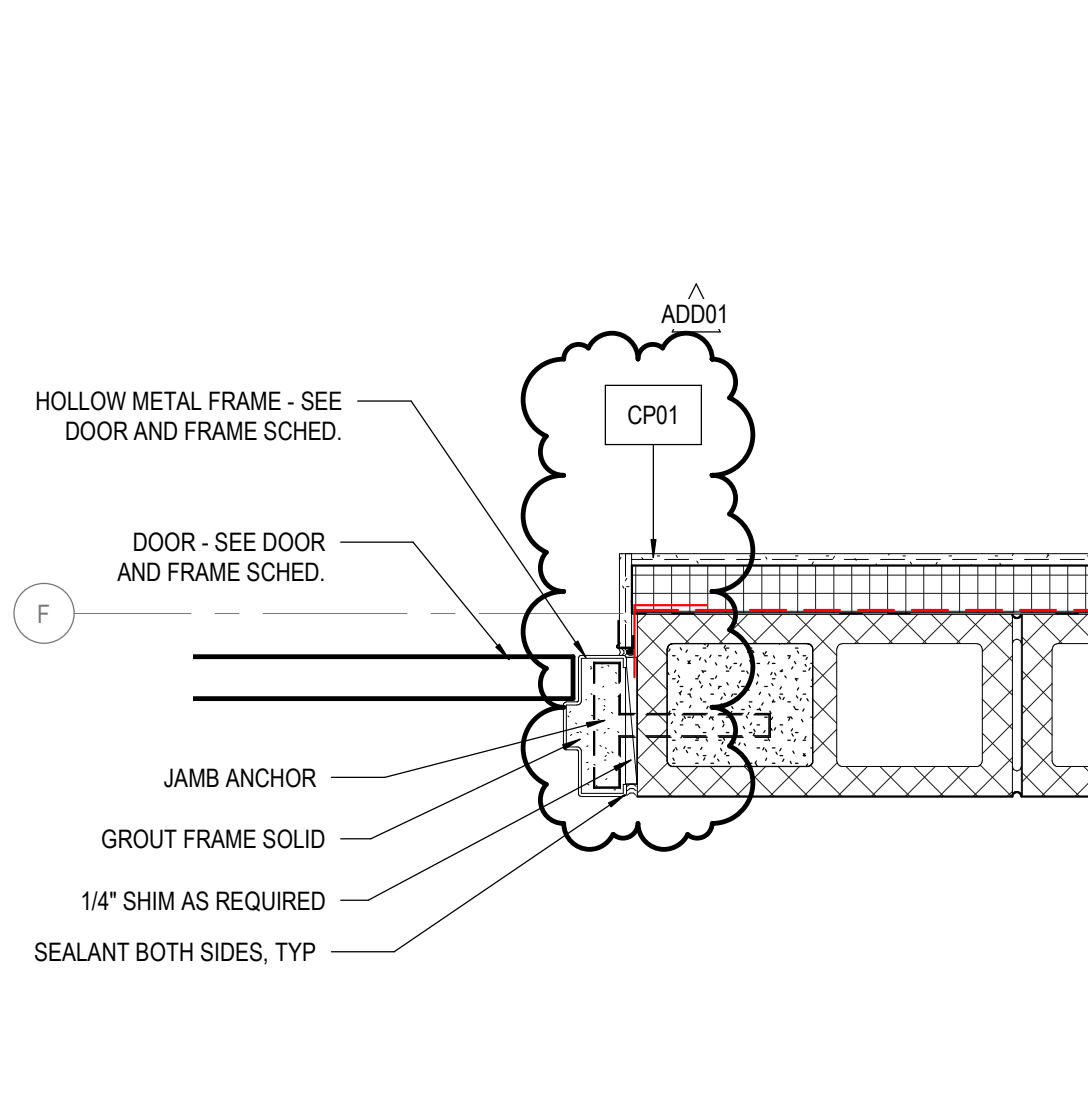 ADD01
CP01
HOLLOW METAL FRAME - SEE
DOOR AND FRAME SCHED.
DOOR - SEE DOOR
AND FRAME SCHED.
F
JAMB ANCHOR
GROUT FRAME SOLID
1/4" SHIM AS REQUIRED
SEALANT BOTH SIDES, TYP